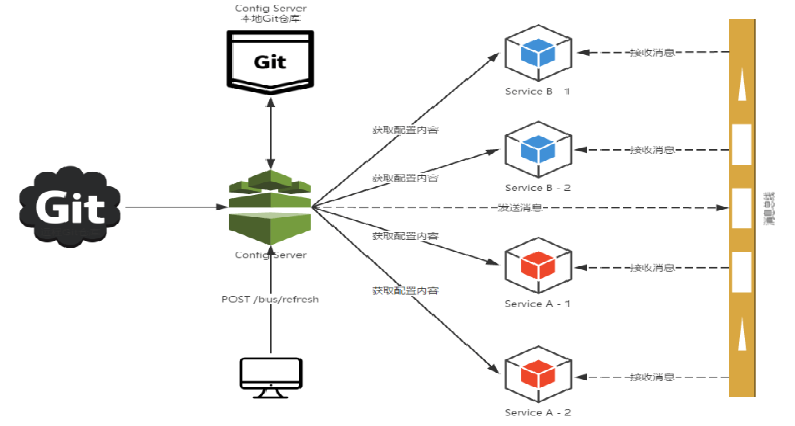 Config Server
本地Git仓库
Git
Service B - 1
接收消息
获取配置内容
Service B - 2
接收消息
获取配置内容
Git
Config Server
发送消息
消息总线
获取配置内容
Service A - 1
接收消息
获取配置内容
POST /bus/refresh
Service A - 2
接收消息